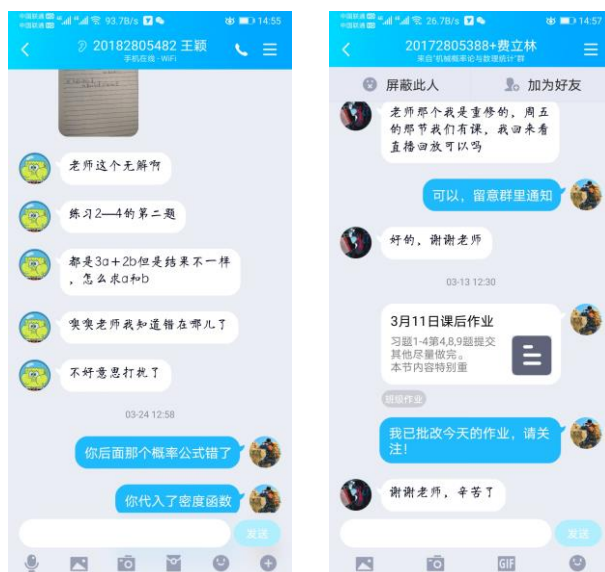 中国联通 HD 4G 93.7B/s 14:55
中国联通 HD
20182805482 王颖
手机在线 - WiFi
老师这个无解啊
练习2—4的第二题
都是3a+2b但是结果不一样
，怎么求a和b
噢噢老师我知道错在哪儿了
不好意思打扰了
03-24 12:58
你后面那个概率公式错了
你代入了密度函数
发送
中国联通 HD 4G 26.7B/s 14:57
中国联通 HD
20172805388+费立林
来自"机械概率论与数理统计"群
屏蔽此人
加为好友
老师那个我是重修的，周五
的那节我们有课，我回来看
直播回放可以吗
可以，留意群里通知
好的，谢谢老师
03-13 12:30
3月11日课后作业
习题1-4第4,8,9题提交
其他尽量做完。
本节内容特别重
班级作业
我已批改今天的作业，请关
注！
谢谢老师，辛苦了
发送
GIF